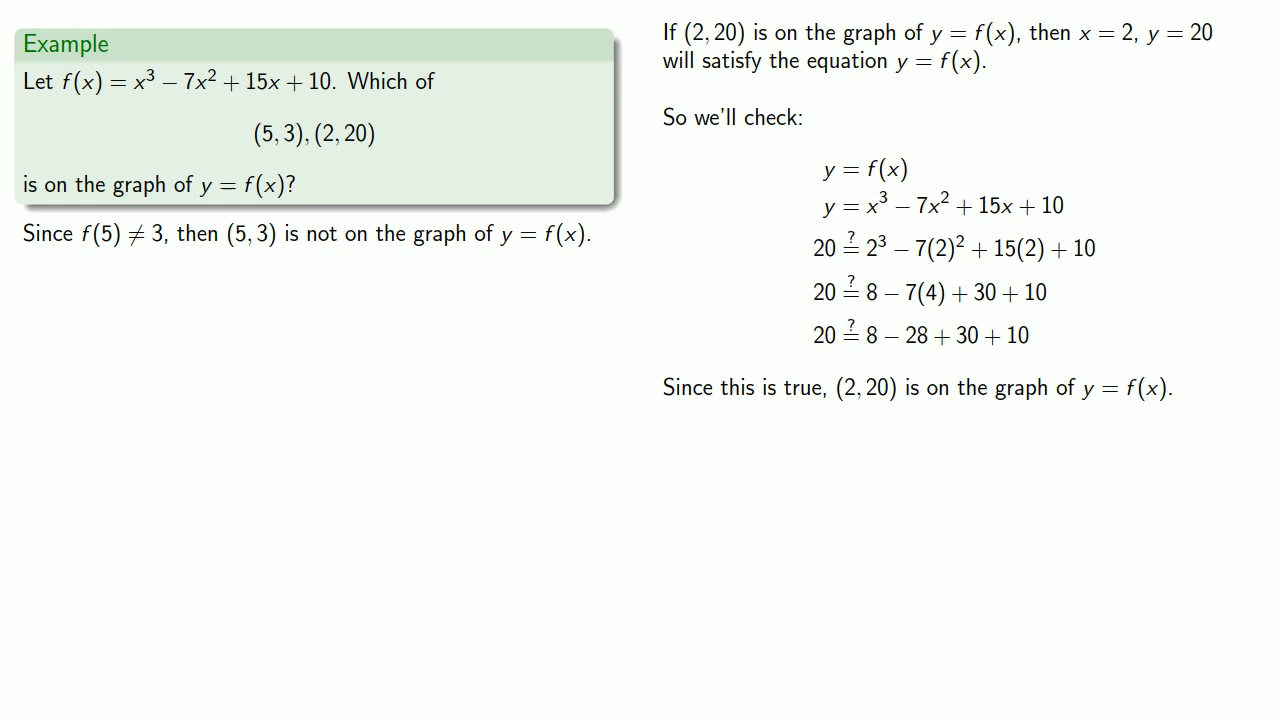 Example
Let f(x) = x³ − 7x² + 15x + 10. Which of
(5, 3), (2, 20)
is on the graph of y = f(x)?
Since f(5) ≠ 3, then (5, 3) is not on the graph of y = f(x).
If (2, 20) is on the graph of y = f(x), then x = 2, y = 20
will satisfy the equation y = f(x).
So we'll check:
y = f(x)
y = x³ − 7x² + 15x + 10
20 ≟ 2³ − 7(2)² + 15(2) + 10
20 ≟ 8 − 7(4) + 30 + 10
20 ≟ 8 − 28 + 30 + 10
Since this is true, (2, 20) is on the graph of y = f(x).